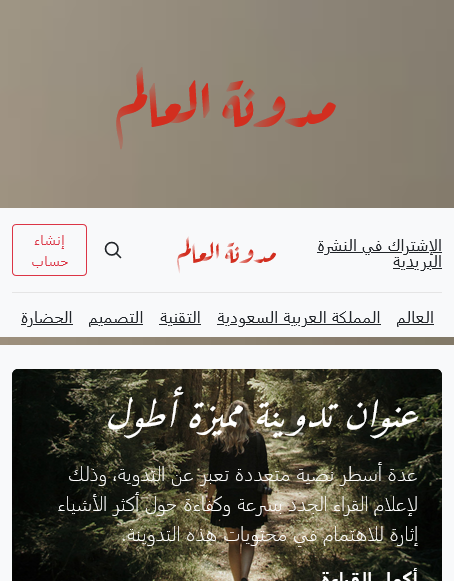 مدونة العالم
الإشتراك في النشرة
البريدية
مدونة العالم
إنشاء
حساب
العالم
المملكة العربية السعودية
التقنية
التصميم
الحضارة
عنوان تدوينة مميزة أطول
عدة أسطر نصية متعددة تعبر عن التدوية، وذلك
لإعلام القراء الجدد بسرعة وكفاءة حول أكثر الأشياء
إثارة للاهتمام في محتويات هذه التدوينة.
أكمل القراءة